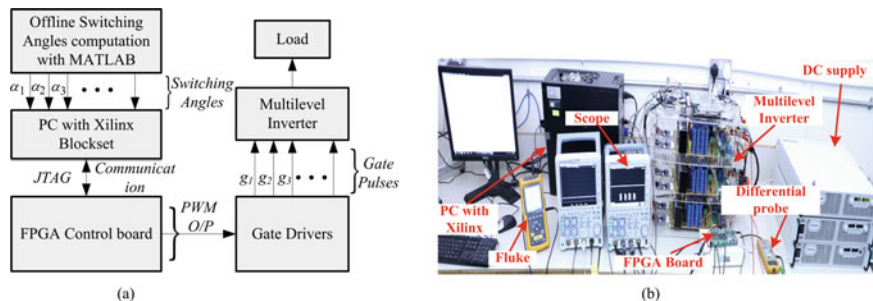 Offline Switching
Angles computation
with MATLAB
α1 α2 α3
Switching
Angles
PC with Xilinx
Blockset
JTAG
Communicat
ion
FPGA Control board
PWM
O/P
Load
Multilevel
Inverter
g1 g2 g3
Gate
Pulses
Gate Drivers
(a)
DC supply
Multilevel
Inverter
Scope
Differential
probe
PC with
Xilinx
Fluke
FPGA Board
(b)